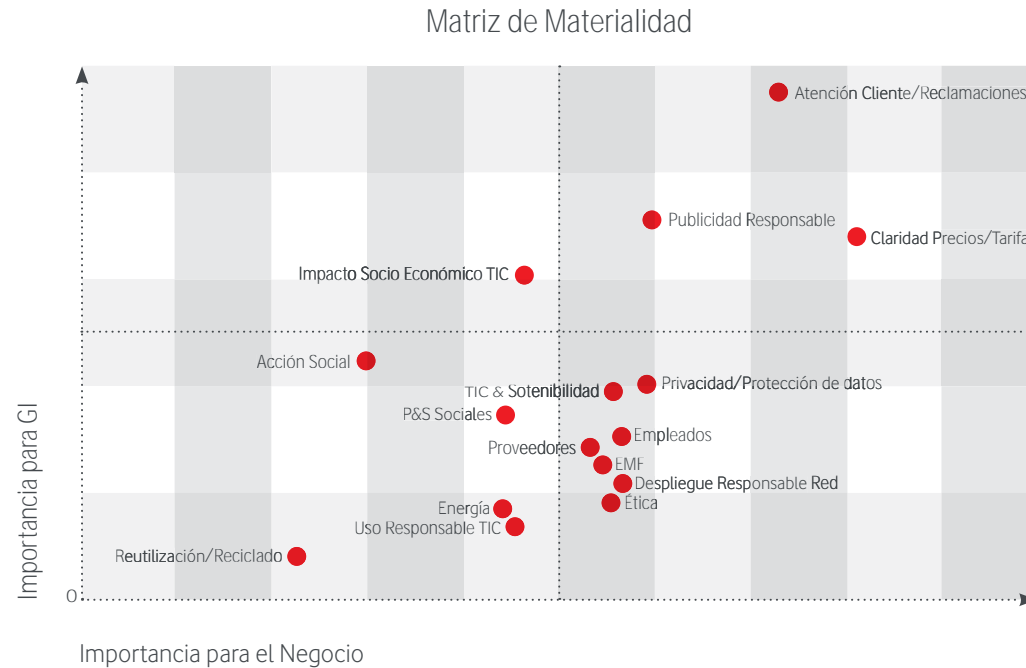 Matriz de Materialidad
Atención Cliente/Reclamaciones
Publicidad Responsable
Claridad Precios/Tarifa
Impacto Socio Económico TIC
Acción Social
Privacidad/Protección de datos
TIC & Sotenibilidad
P&S Sociales
Empleados
Proveedores
EMF
Despliegue Responsable Red
Ética
Energía
Uso Responsable TIC
Reutilización/Reciclado
Importancia para GI
0
Importancia para el Negocio